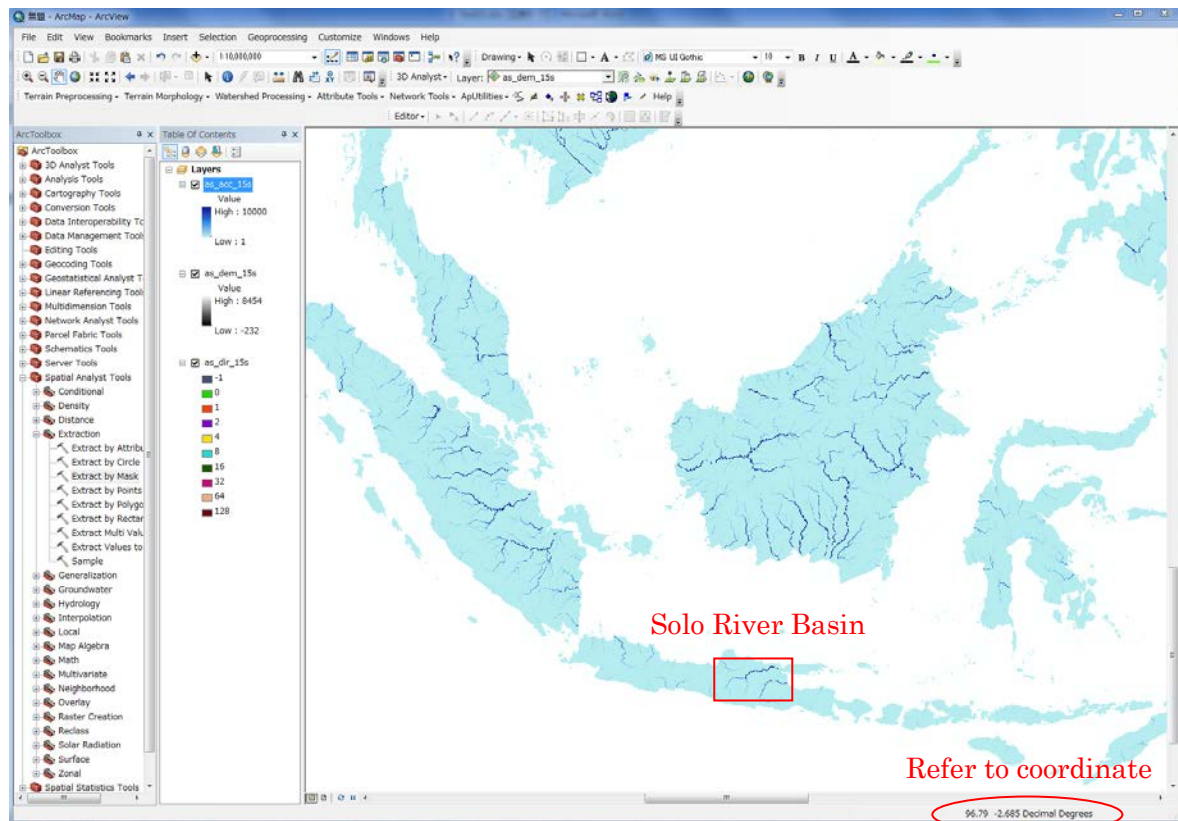 無題 - ArcMap - ArcView
File Edit View Bookmarks Insert Selection Geoprocessing Customize Windows Help
1:10,000,000
Drawing
MS UI Gothic
10
B I U A
3D Analyst
Layer:
as_dem_15s
Terrain Preprocessing
Terrain Morphology
Watershed Processing
Attribute Tools
Network Tools
ApUtilities
Help
Editor
ArcToolbox
ArcToolbox
3D Analyst Tools
Analysis Tools
Cartography Tools
Conversion Tools
Data Interoperability To
Data Management Tools
Editing Tools
Geocoding Tools
Geostatistical Analyst T
Linear Referencing Tools
Multidimension Tools
Network Analyst Tools
Parcel Fabric Tools
Schematics Tools
Server Tools
Spatial Analyst Tools
Conditional
Density
Distance
Extraction
Extract by Attribu
Extract by Circle
Extract by Mask
Extract by Points
Extract by Polygo
Extract by Rectar
Extract Multi Valu
Extract Values to
Sample
Generalization
Groundwater
Hydrology
Interpolation
Local
Map Algebra
Math
Multivariate
Neighborhood
Overlay
Raster Creation
Reclass
Solar Radiation
Surface
Zonal
Spatial Statistics Tools
Table Of Contents
Layers
as_acc_15s
Value
High : 10000
Low : 1
as_dem_15s
Value
High : 8454
Low : -232
as_dir_15s
-1
0
1
2
4
8
16
32
64
128
Solo River Basin
Refer to coordinate
96.79 -2.685 Decimal Degrees